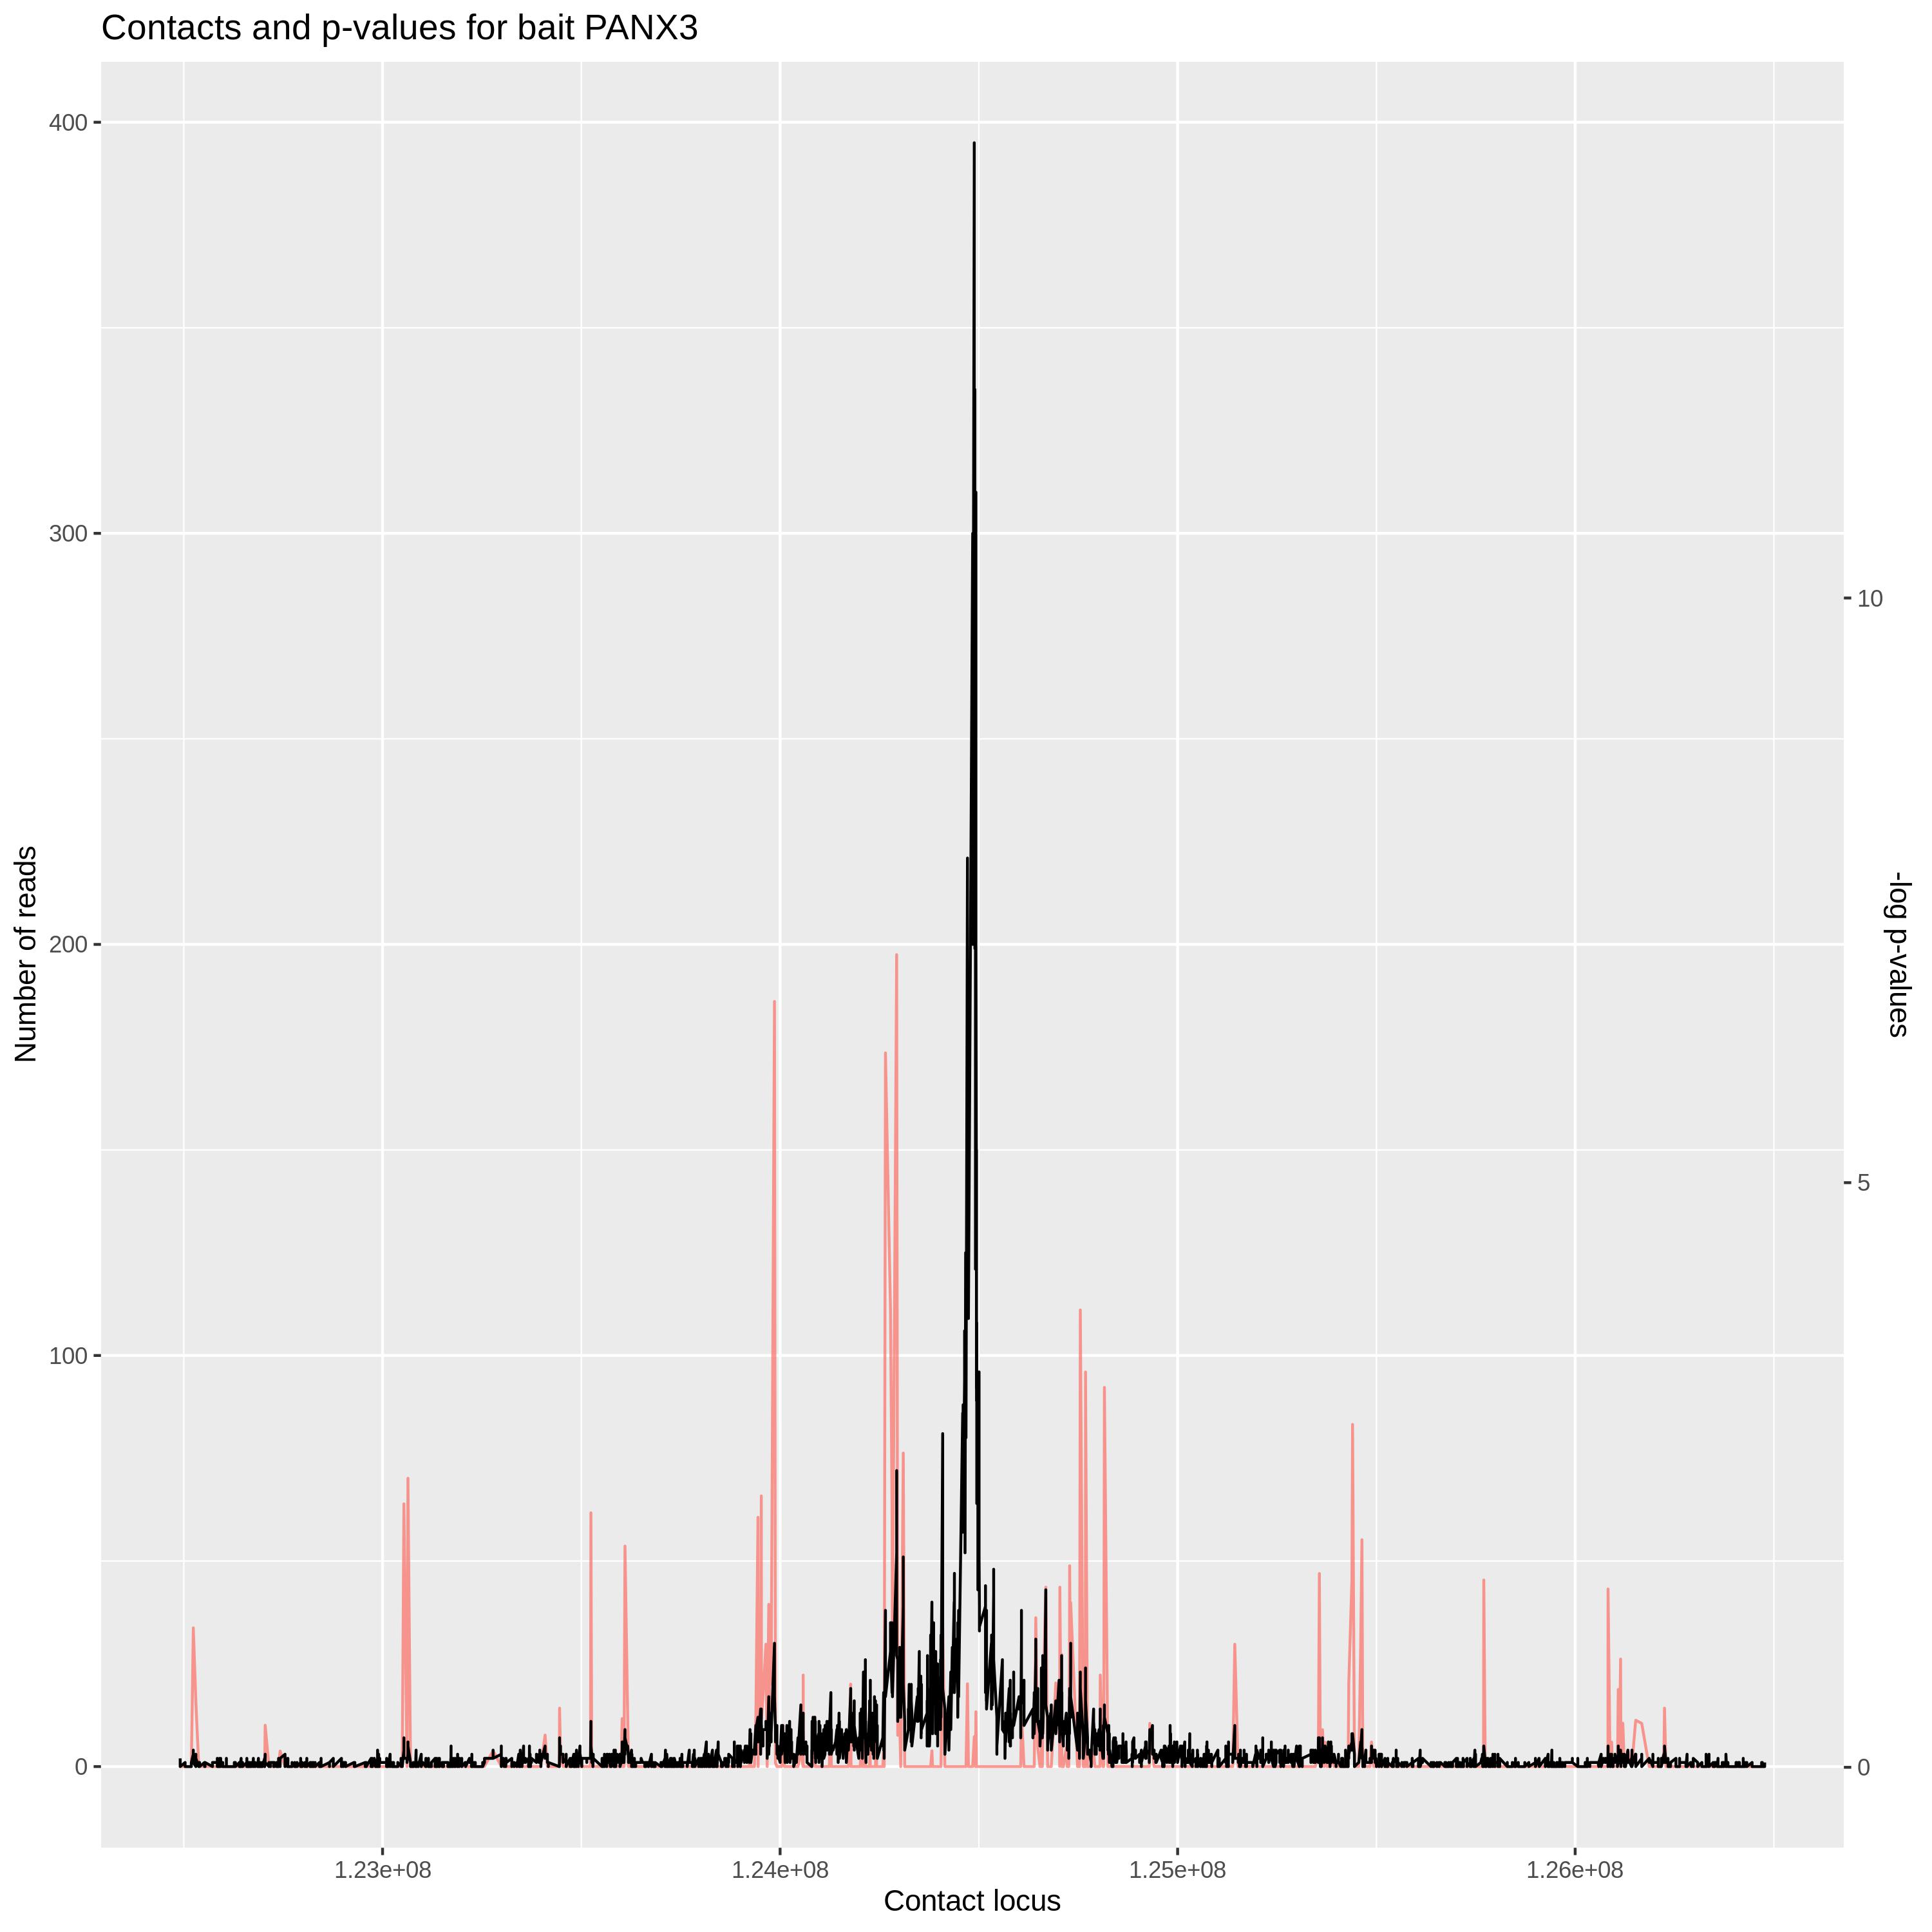 Contacts and p-values for bait PANX3
400
300
200
100
0
Number of reads
10
5
0
-log p-values
1.23e+08
1.24e+08
1.25e+08
1.26e+08
Contact locus